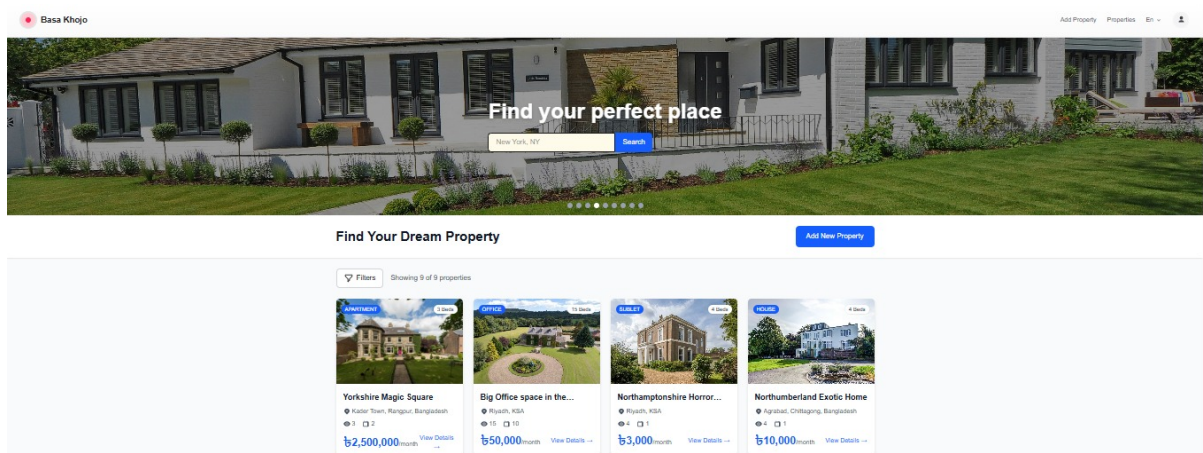 Basa Khojo
Add Property Properties En
Find your perfect place
New York, NY Search
Find Your Dream Property
Add New Property
Filters Showing 9 of 9 properties
APARTMENT 3 Beds
OFFICE 15 Beds
SUBLET 4 Beds
HOUSE 4 Beds
Yorkshire Magic Square
Kader Town, Rangpur, Bangladesh
3 2
৳2,500,000/month View Details →
Big Office space in the...
Riyadh, KSA
15 10
৳50,000/month View Details →
Northamptonshire Horror...
Riyadh, KSA
4 1
৳3,000/month View Details →
Northumberland Exotic Home
Agrabad, Chittagong, Bangladesh
4 1
৳10,000/month View Details →